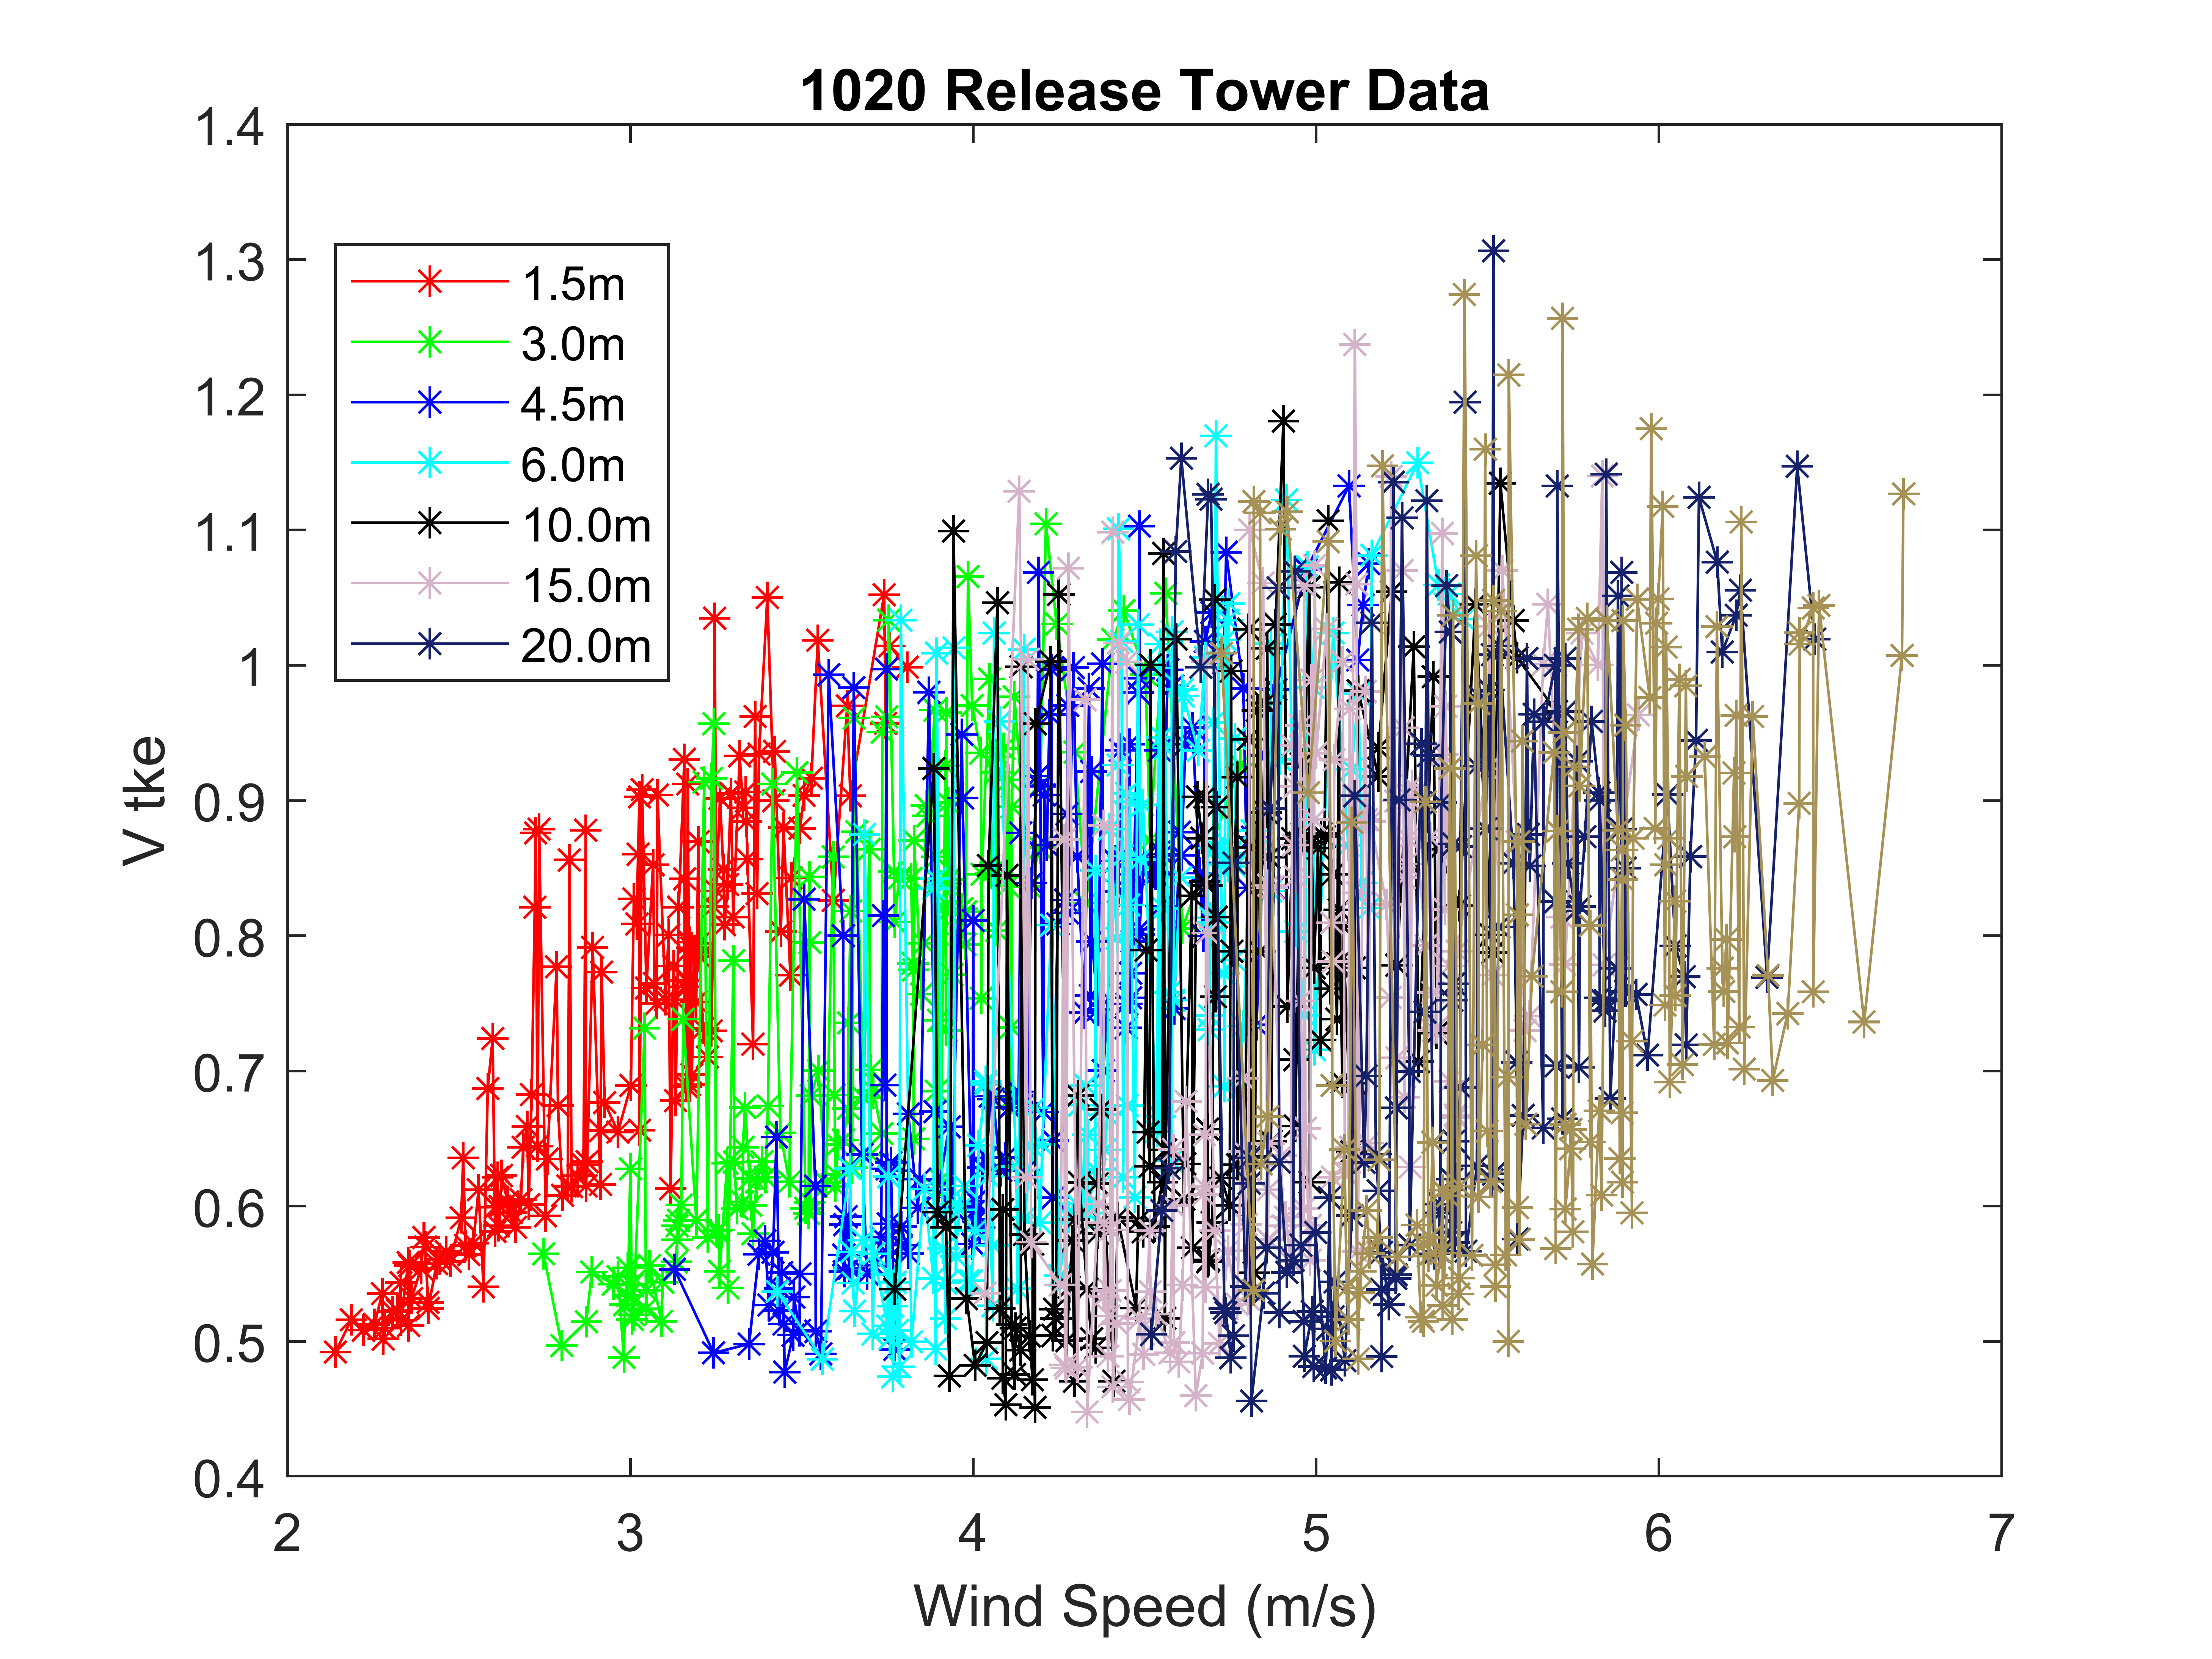 1020 Release Tower Data
1.4
1.3
1.2
1.1
1
0.9
0.8
0.7
0.6
0.5
0.4
V tke
1.5m
3.0m
4.5m
6.0m
10.0m
15.0m
20.0m
2 3 4 5 6 7
Wind Speed (m/s)